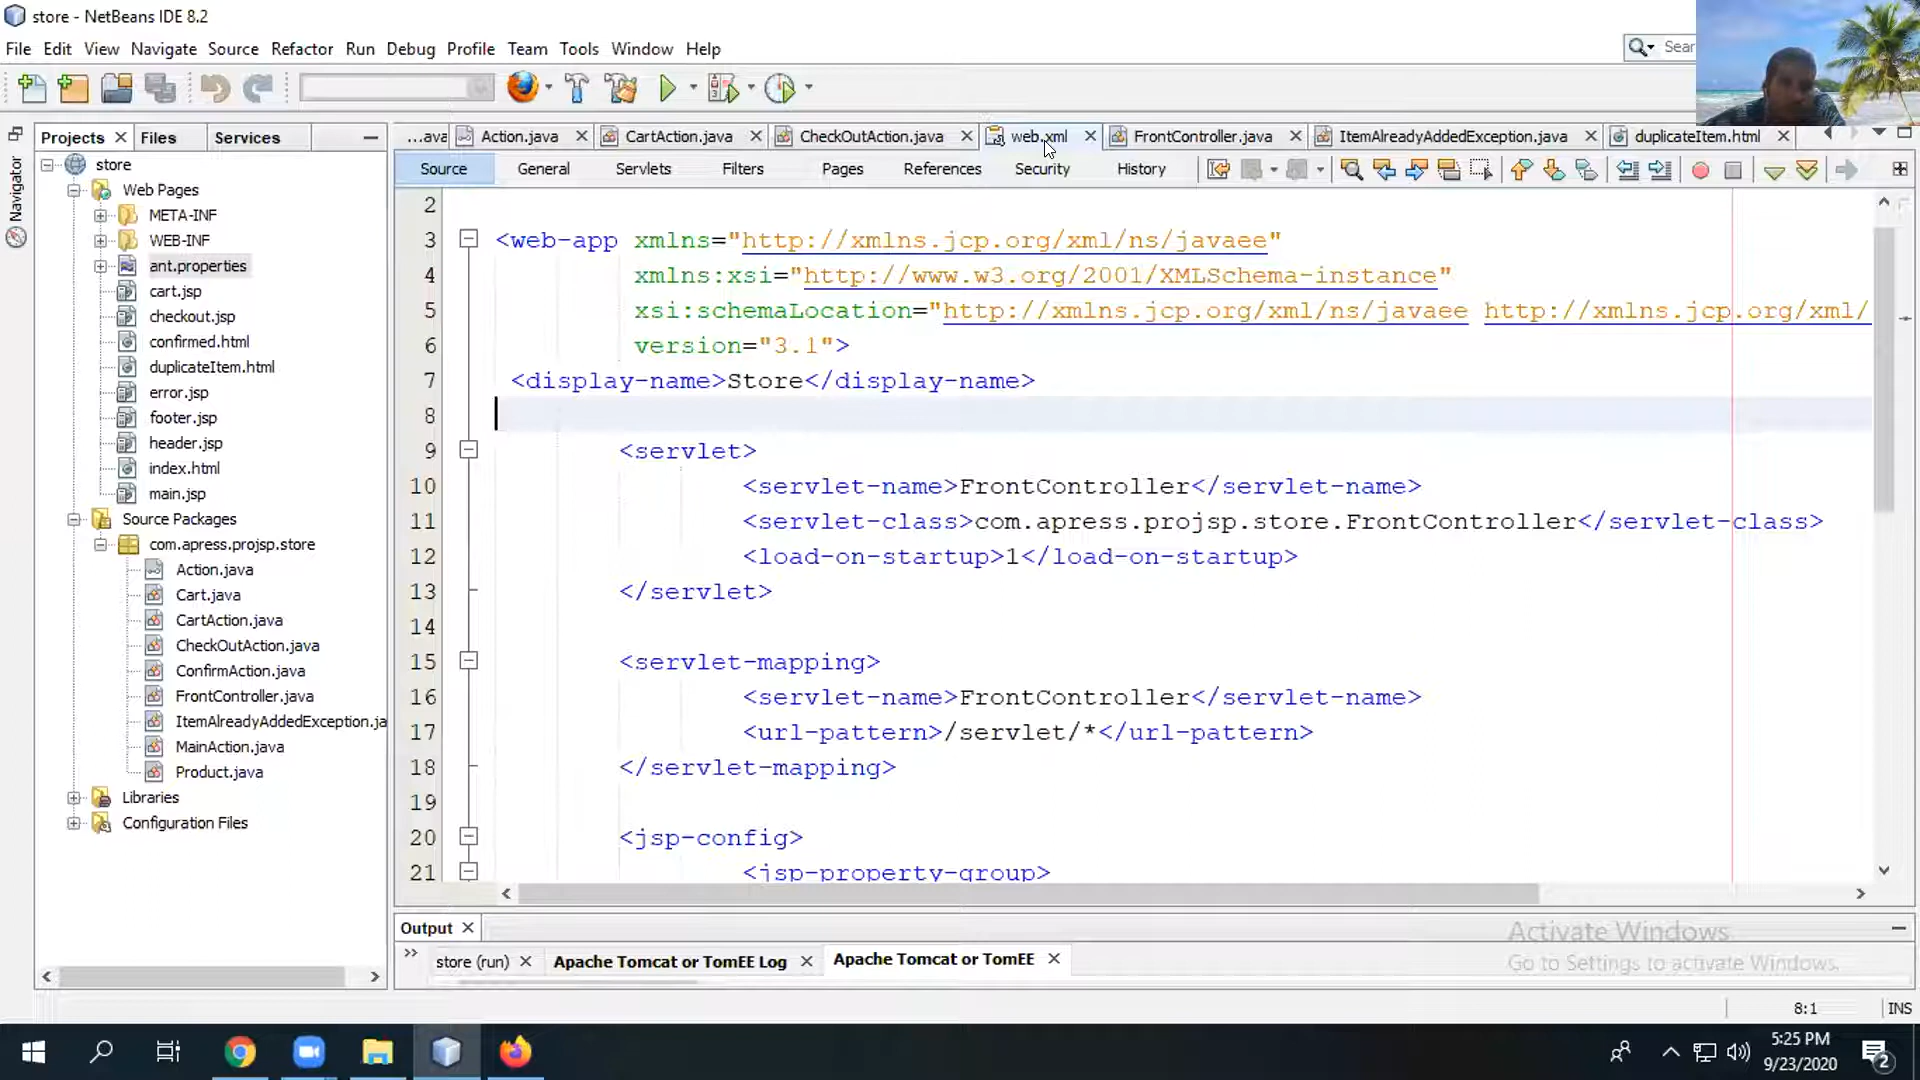 store - NetBeans IDE 8.2
File Edit View Navigate Source Refactor Run Debug Profile Team Tools Window Help
Sear
Projects Files Services
...ava Action.java CartAction.java CheckOutAction.java web.xml FrontController.java ItemAlreadyAddedException.java duplicateItem.html
Source General Servlets Filters Pages References Security History
Navigator
store
Web Pages
META-INF
WEB-INF
ant.properties
cart.jsp
checkout.jsp
confirmed.html
duplicateItem.html
error.jsp
footer.jsp
header.jsp
index.html
main.jsp
Source Packages
com.apress.projsp.store
Action.java
Cart.java
CartAction.java
CheckOutAction.java
ConfirmAction.java
FrontController.java
ItemAlreadyAddedException.ja
MainAction.java
Product.java
Libraries
Configuration Files
2
3 <web-app xmlns="http://xmlns.jcp.org/xml/ns/javaee"
4 xmlns:xsi="http://www.w3.org/2001/XMLSchema-instance"
5 xsi:schemaLocation="http://xmlns.jcp.org/xml/ns/javaee http://xmlns.jcp.org/xml/
6 version="3.1">
7 <display-name>Store</display-name>
8
9 <servlet>
10 <servlet-name>FrontController</servlet-name>
11 <servlet-class>com.apress.projsp.store.FrontController</servlet-class>
12 <load-on-startup>1</load-on-startup>
13 </servlet>
14
15 <servlet-mapping>
16 <servlet-name>FrontController</servlet-name>
17 <url-pattern>/servlet/*</url-pattern>
18 </servlet-mapping>
19
20 <jsp-config>
21 <jsp-property-group>
Output
store (run) Apache Tomcat or TomEE Log Apache Tomcat or TomEE
Activate Windows
Go to Settings to activate Windows.
8:1 INS
5:25 PM
9/23/2020
2